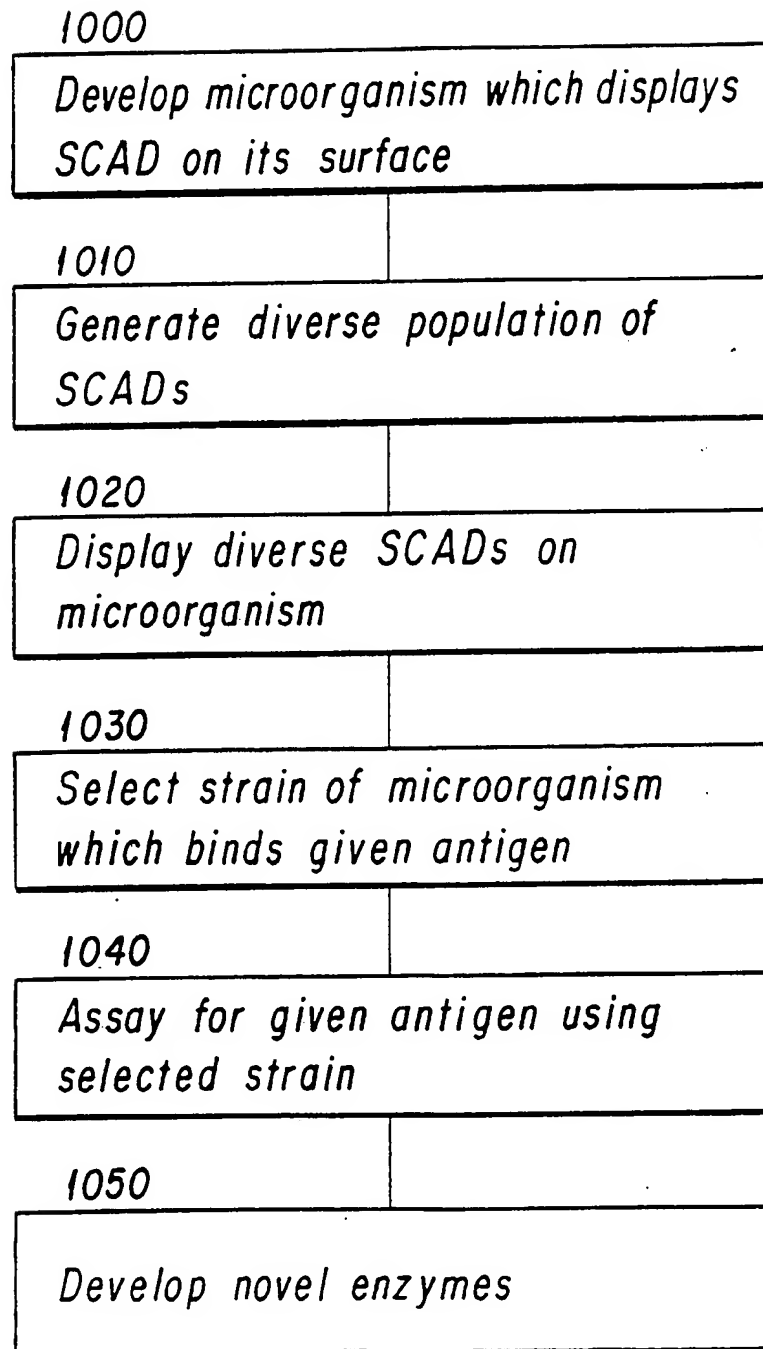 1000
Develop microorganism which displays
SCAD on its surface
1010
Generate diverse population of
SCADs
1020
Display diverse SCADs on
microorganism
1030
Select strain of microorganism
which binds given antigen
1040
Assay for given antigen using
selected strain
1050
Develop novel enzymes